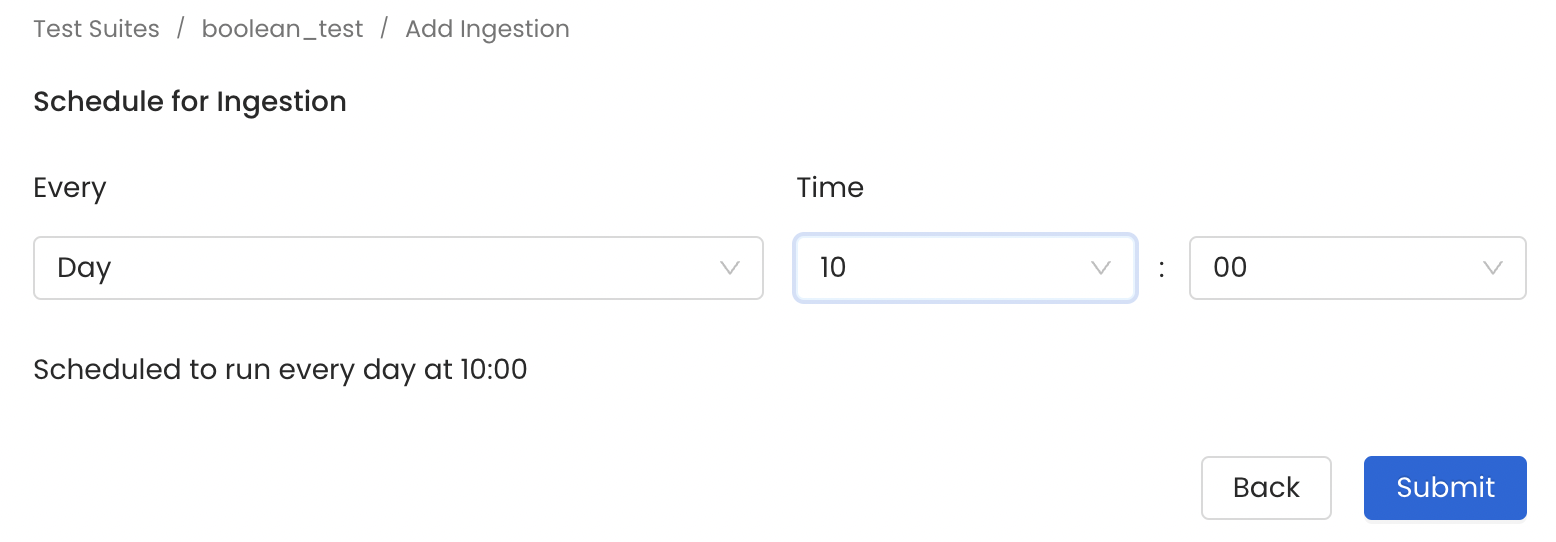 Test Suites / boolean_test / Add Ingestion
Schedule for Ingestion
Every
Time
Day
10 : 00
Scheduled to run every day at 10:00
Back
Submit